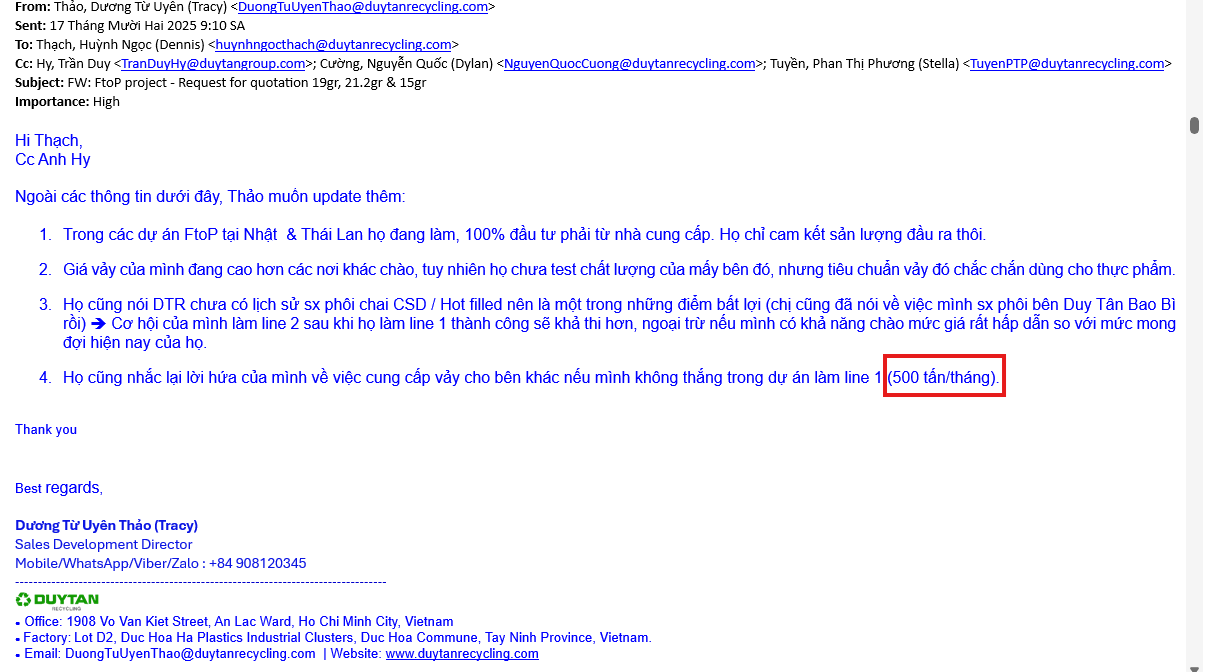 From: Thảo, Dương Từ Uyên (Tracy) <DuongTuUyenThao@duytanrecycling.com>
Sent: 17 Tháng Mười Hai 2025 9:10 SA
To: Thạch, Huỳnh Ngọc (Dennis) <huynhngocthach@duytanrecycling.com>
Cc: Hy, Trần Duy <TranDuyHy@duytangroup.com>; Cường, Nguyễn Quốc (Dylan) <NguyenQuocCuong@duytanrecycling.com>; Tuyền, Phan Thị Phương (Stella) <TuyenPTP@duytanrecycling.com>
Subject: FW: FtoP project - Request for quotation 19gr, 21.2gr & 15gr
Importance: High
Hi Thạch,
Cc Anh Hy
Ngoài các thông tin dưới đây, Thảo muốn update thêm:
1. Trong các dự án FtoP tại Nhật & Thái Lan họ đang làm, 100% đầu tư phải từ nhà cung cấp. Họ chỉ cam kết sản lượng đầu ra thôi.
2. Giá vảy của mình đang cao hơn các nơi khác chào, tuy nhiên họ chưa test chất lượng của mấy bên đó, nhưng tiêu chuẩn vảy đó chắc chắn dùng cho thực phẩm.
3. Họ cũng nói DTR chưa có lịch sử sx phôi chai CSD / Hot filled nên là một trong những điểm bất lợi (chị cũng đã nói về việc mình sx phôi bên Duy Tân Bao Bì
rồi) ➔ Cơ hội của mình làm line 2 sau khi họ làm line 1 thành công sẽ khả thi hơn, ngoại trừ nếu mình có khả năng chào mức giá rất hấp dẫn so với mức mong
đợi hiện nay của họ.
4. Họ cũng nhắc lại lời hứa của mình về việc cung cấp vảy cho bên khác nếu mình không thắng trong dự án làm line 1 (500 tấn/tháng).
Thank you
Best regards,
Dương Từ Uyên Thảo (Tracy)
Sales Development Director
Mobile/WhatsApp/Viber/Zalo : +84 908120345
--------------------------------------------------------------------------------
DUYTAN
RECYCLING
▪ Office: 1908 Vo Van Kiet Street, An Lac Ward, Ho Chi Minh City, Vietnam
▪ Factory: Lot D2, Duc Hoa Ha Plastics Industrial Clusters, Duc Hoa Commune, Tay Ninh Province, Vietnam.
▪ Email: DuongTuUyenThao@duytanrecycling.com | Website: www.duytanrecycling.com